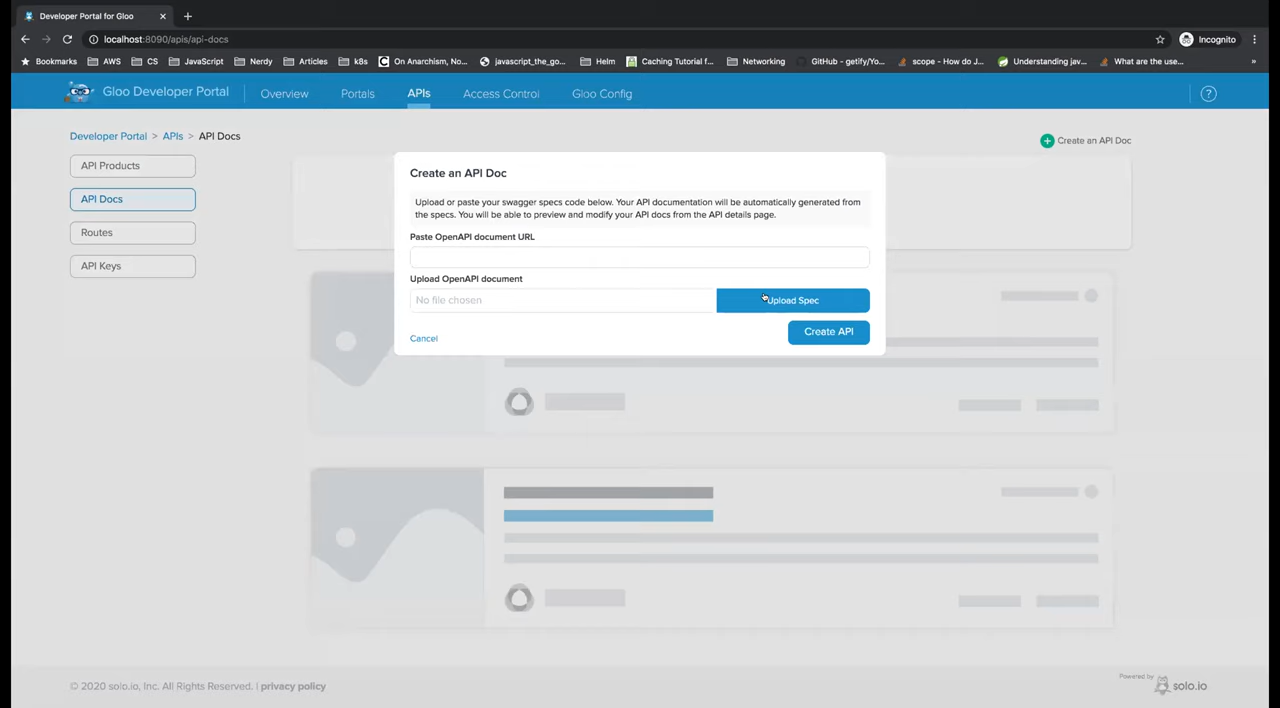 Developer Portal for Gloo
localhost:8090/apis/api-docs
Incognito
Bookmarks AWS CS JavaScript Nerdy Articles k8s On Anarchism, No... javascript_the_go... Helm Caching Tutorial f... Networking GitHub - getify/Yo... scope - How do J... Understanding jav... What are the use... »
Gloo Developer Portal Overview Portals APIs Access Control Gloo Config ?
Developer Portal > APIs > API Docs
Create an API Doc
API Products
API Docs
Routes
API Keys
Create an API Doc
Upload or paste your swagger specs code below. Your API documentation will be automatically generated from
the specs. You will be able to preview and modify your API docs from the API details page.
Paste OpenAPI document URL
Upload OpenAPI document
No file chosen Upload Spec
Cancel Create API
© 2020 solo.io, Inc. All Rights Reserved. | privacy policy
Powered by
solo.io